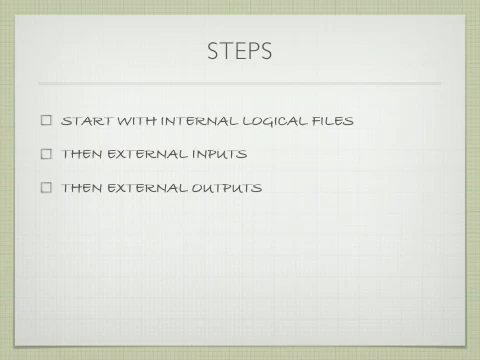 STEPS
START WITH INTERNAL LOGICAL FILES
THEN EXTERNAL INPUTS
THEN EXTERNAL OUTPUTS